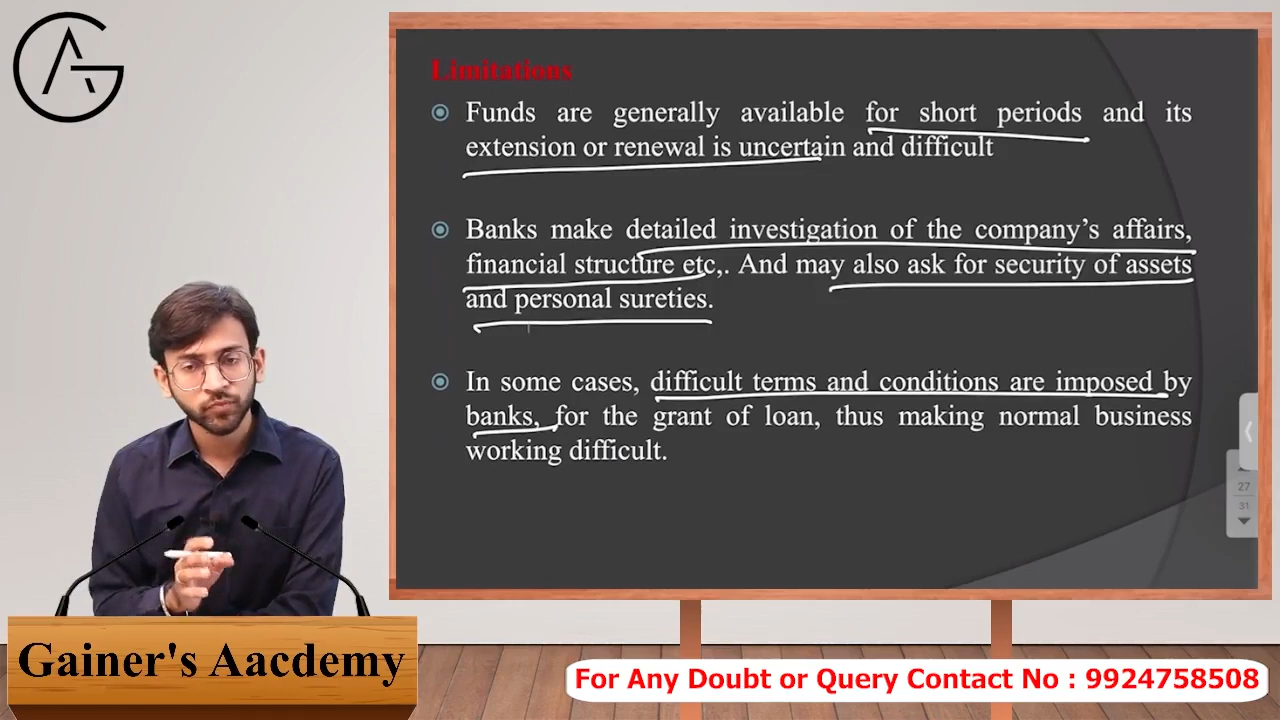 Limitations
Funds are generally available for short periods and its
extension or renewal is uncertain and difficult
Banks make detailed investigation of the company's affairs,
financial structure etc,. And may also ask for security of assets
and personal sureties.
In some cases, difficult terms and conditions are imposed by
banks, for the grant of loan, thus making normal business
working difficult.
27
31
Gainer's Aacdemy
For Any Doubt or Query Contact No : 9924758508